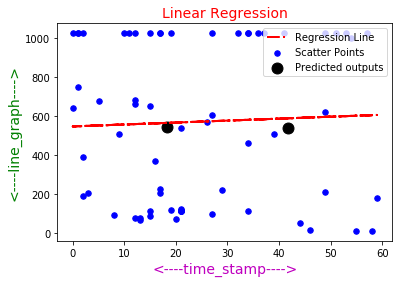 Linear Regression
Regression Line
Scatter Points
Predicted outputs
1000
800
600
400
200
0
<----line_graph---->
0 10 20 30 40 50 60
<----time_stamp---->